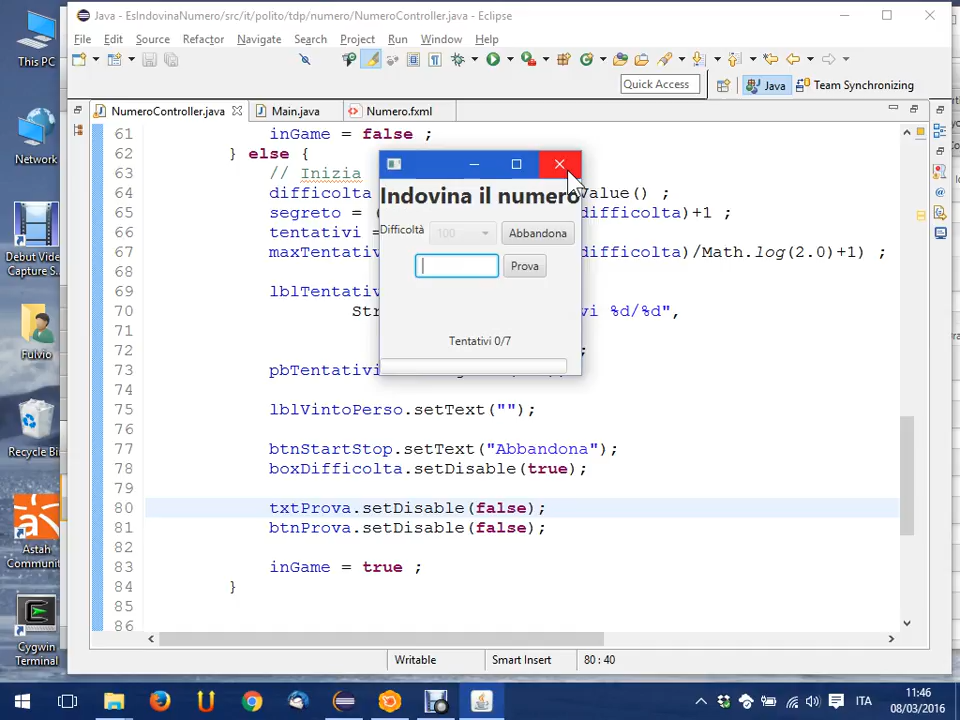 This PC
Network
Debut Video
Capture S...
Fulvio
Recycle Bi
Astah
Communi
Cygwin
Terminal
Java - EsIndovinaNumero/src/it/polito/tdp/numero/NumeroController.java - Eclipse
File Edit Source Refactor Navigate Search Project Run Window Help
Quick Access
Java
Team Synchronizing
NumeroController.java
Main.java
Numero.fxml
61 inGame = false ;
62 } else {
63 // Inizia
64 difficolta Value() ;
65 segreto = ( difficolta)+1 ;
66 tentativi =
67 maxTentativ difficolta)/Math.log(2.0)+1) ;
68
69 lblTentativ
70 Str vi %d/%d",
71
72 ;
73 pbTentativi
74
75 lblVintoPerso.setText("");
76
77 btnStartStop.setText("Abbandona");
78 boxDifficolta.setDisable(true);
79
80 txtProva.setDisable(false);
81 btnProva.setDisable(false);
82
83 inGame = true ;
84 }
85
86
Indovina il numero
Difficoltà 100 Abbandona
Prova
Tentativi 0/7
Writable
Smart Insert
80 : 40
ITA
11:46
08/03/2016